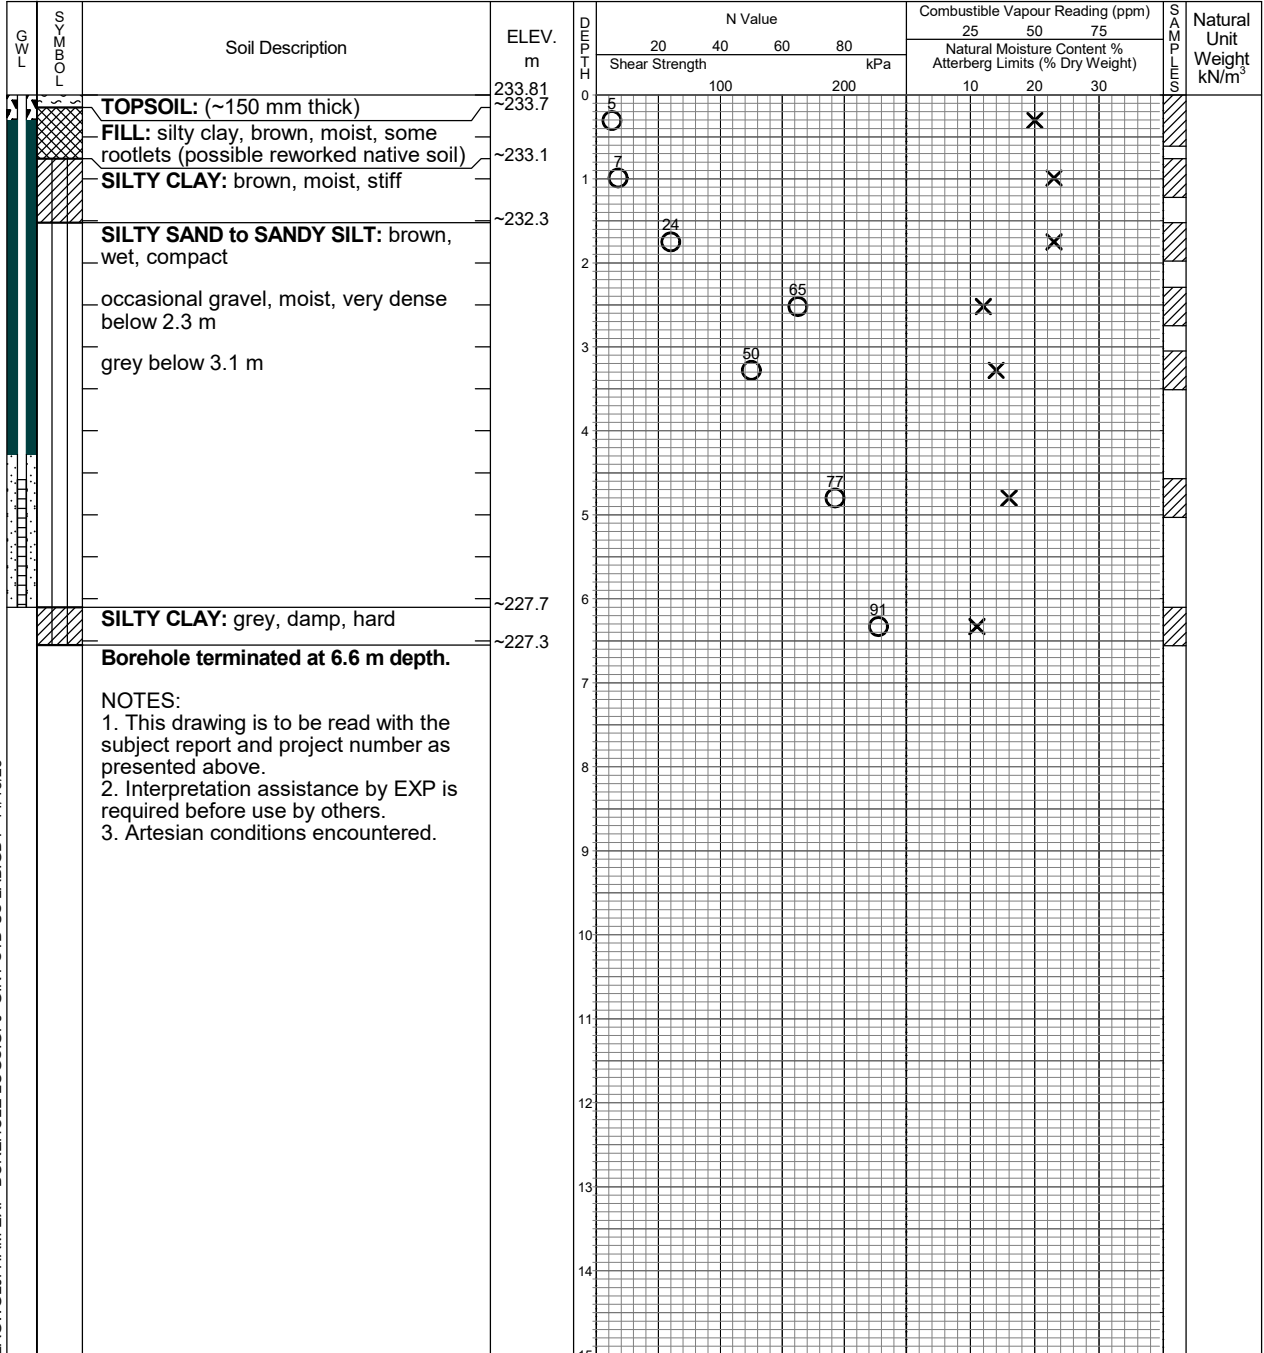 GWL
SYMBOL
Soil Description
ELEV.
m
DEPTH
N Value
20 40 60 80
Shear Strength kPa
100 200
Combustible Vapour Reading (ppm)
25 50 75
Natural Moisture Content %
Atterberg Limits (% Dry Weight)
10 20 30
SAMPLES
Natural
Unit
Weight
kN/m³
233.81
0
TOPSOIL: (~150 mm thick)
~233.7
5
FILL: silty clay, brown, moist, some
rootlets (possible reworked native soil)
~233.1
7
SILTY CLAY: brown, moist, stiff
1
~232.3
24
SILTY SAND to SANDY SILT: brown,
wet, compact
2
65
occasional gravel, moist, very dense
below 2.3 m
3
50
grey below 3.1 m
4
77
5
6
~227.7
91
SILTY CLAY: grey, damp, hard
~227.3
Borehole terminated at 6.6 m depth.
7
NOTES:
1. This drawing is to be read with the
subject report and project number as
presented above.
8
2. Interpretation assistance by EXP is
required before use by others.
3. Artesian conditions encountered.
9
10
11
12
13
14